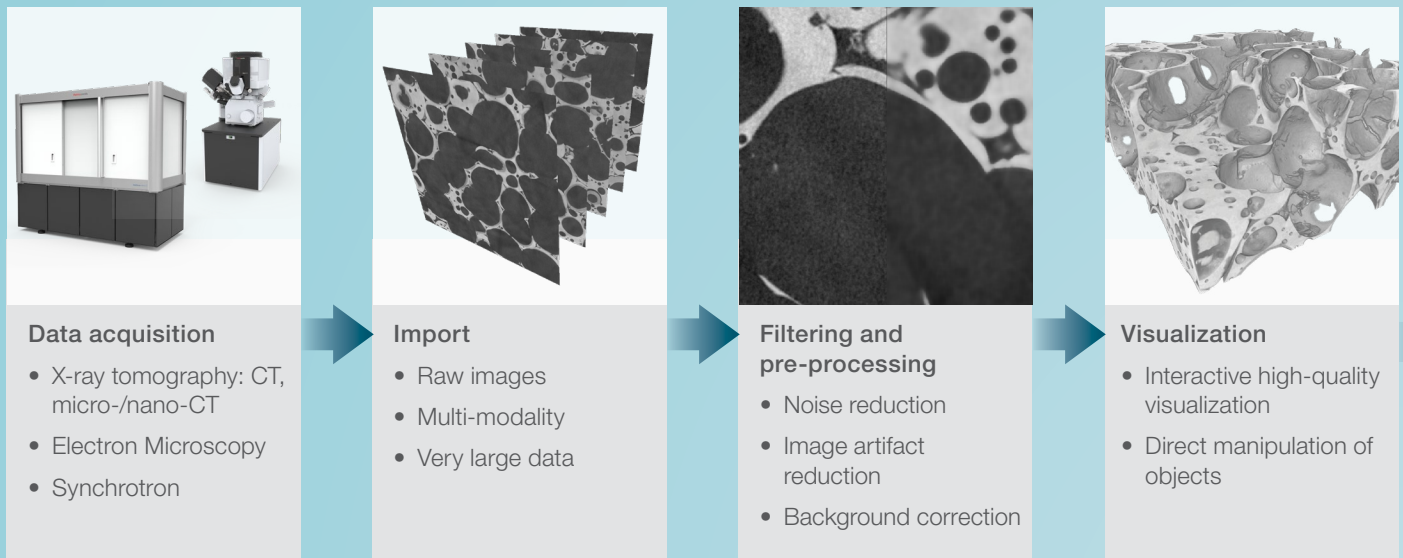 Data acquisition
• X-ray tomography: CT,
micro-/nano-CT
• Electron Microscopy
• Synchrotron
Import
• Raw images
• Multi-modality
• Very large data
Filtering and
pre-processing
• Noise reduction
• Image artifact
reduction
• Background correction
Visualization
• Interactive high-quality
visualization
• Direct manipulation of
objects